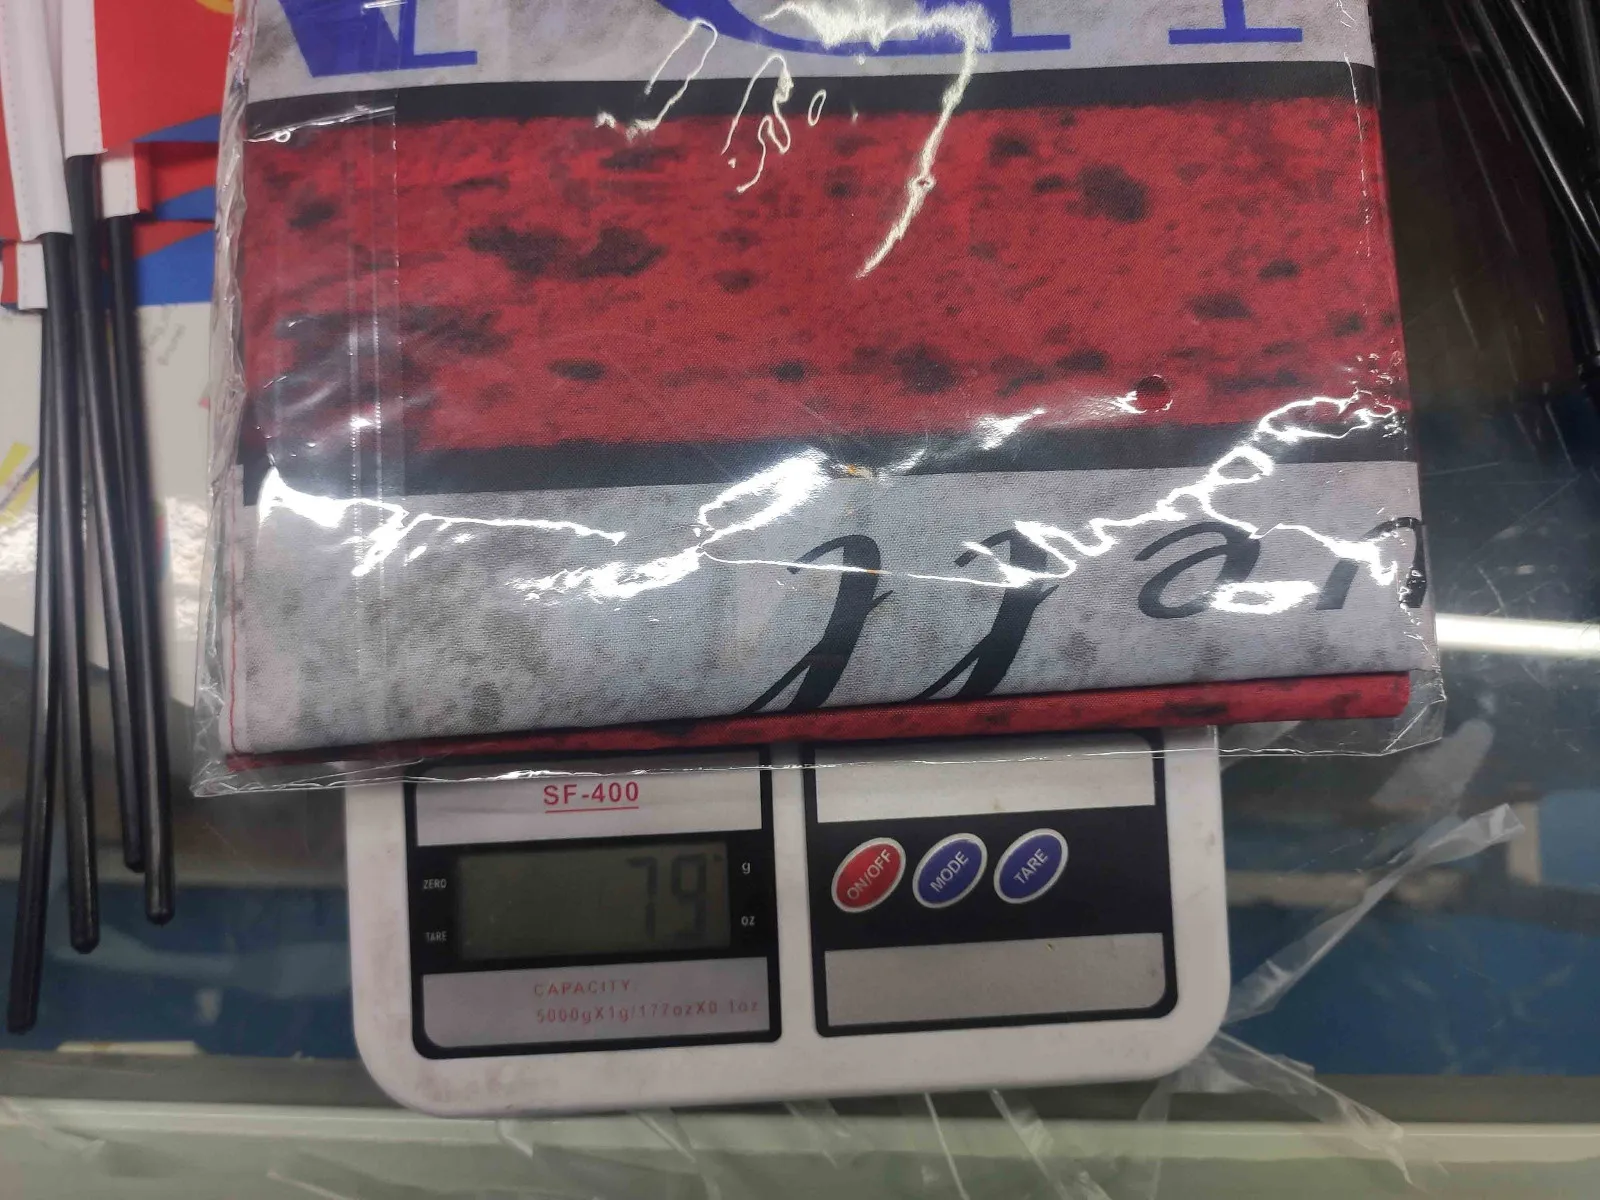 SF-400
79
g
ZERO
TARE
oz
ON/OFF
MODE
TARE
CAPACITY:
5000gX1g/177ozX0.1oz